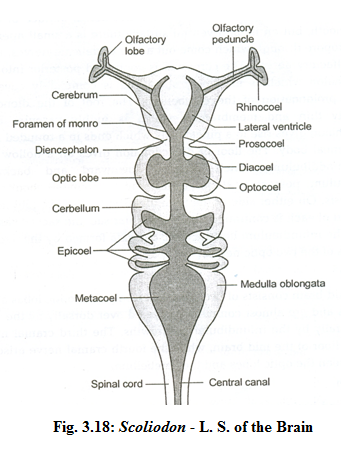 Olfactory
lobe
Olfactory
peduncle
Cerebrum
Rhinocoel
Foramen of monro
Lateral ventricle
Diencephalon
Prosocoel
Diacoel
Optic lobe
Optocoel
Cerbellum
Epicoel
Metacoel
Medulla oblongata
Spinal cord
Central canal
Fig. 3.18: Scoliodon - L. S. of the Brain